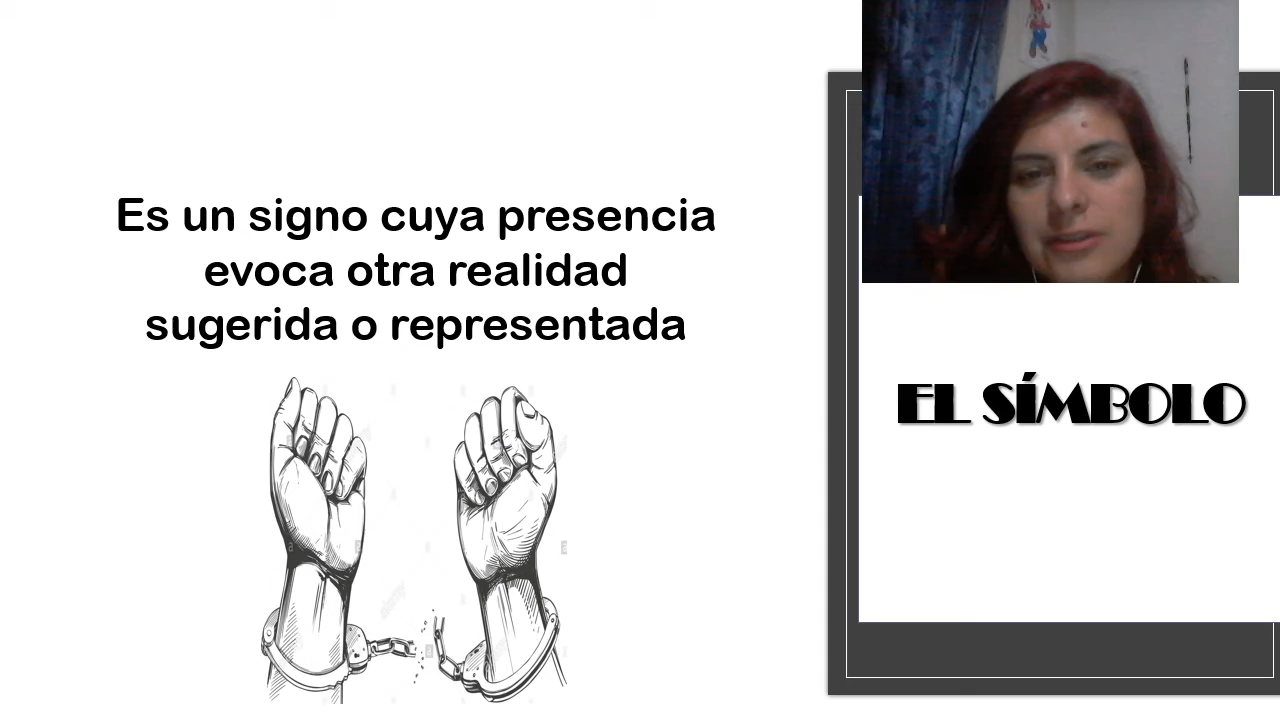 Es un signo cuya presencia
evoca otra realidad
sugerida o representada
EL SÍMBOLO